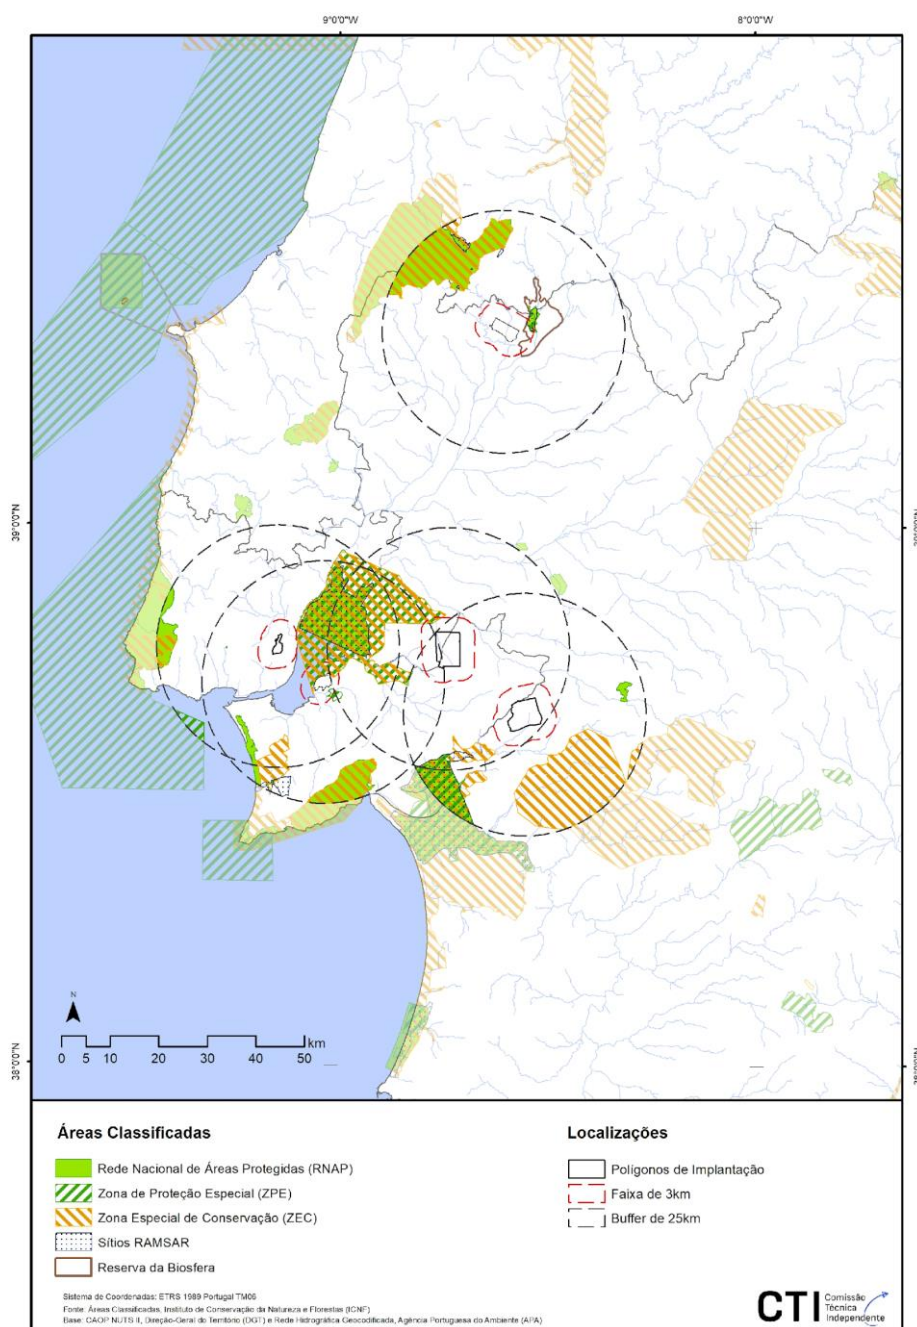 9°0'0"W 8°0'0"W
39°0'0"N
38°0'0"N
N
0 5 10 20 30 40 50 km
Áreas Classificadas
Rede Nacional de Áreas Protegidas (RNAP)
Zona de Proteção Especial (ZPE)
Zona Especial de Conservação (ZEC)
Sítios RAMSAR
Reserva da Biosfera
Localizações
Polígonos de Implantação
Faixa de 3km
Buffer de 25km
Sistema de Coordenadas: ETRS 1989 Portugal TM06
Fonte: Áreas Classificadas, Instituto de Conservação da Natureza e Florestas (ICNF)
Base: CAOP NUTS II, Direção-Geral do Território (DGT) e Rede Hidrográfica Geocodificada, Agência Portuguesa do Ambiente (APA)
CTI Comissão
Técnica
Independente